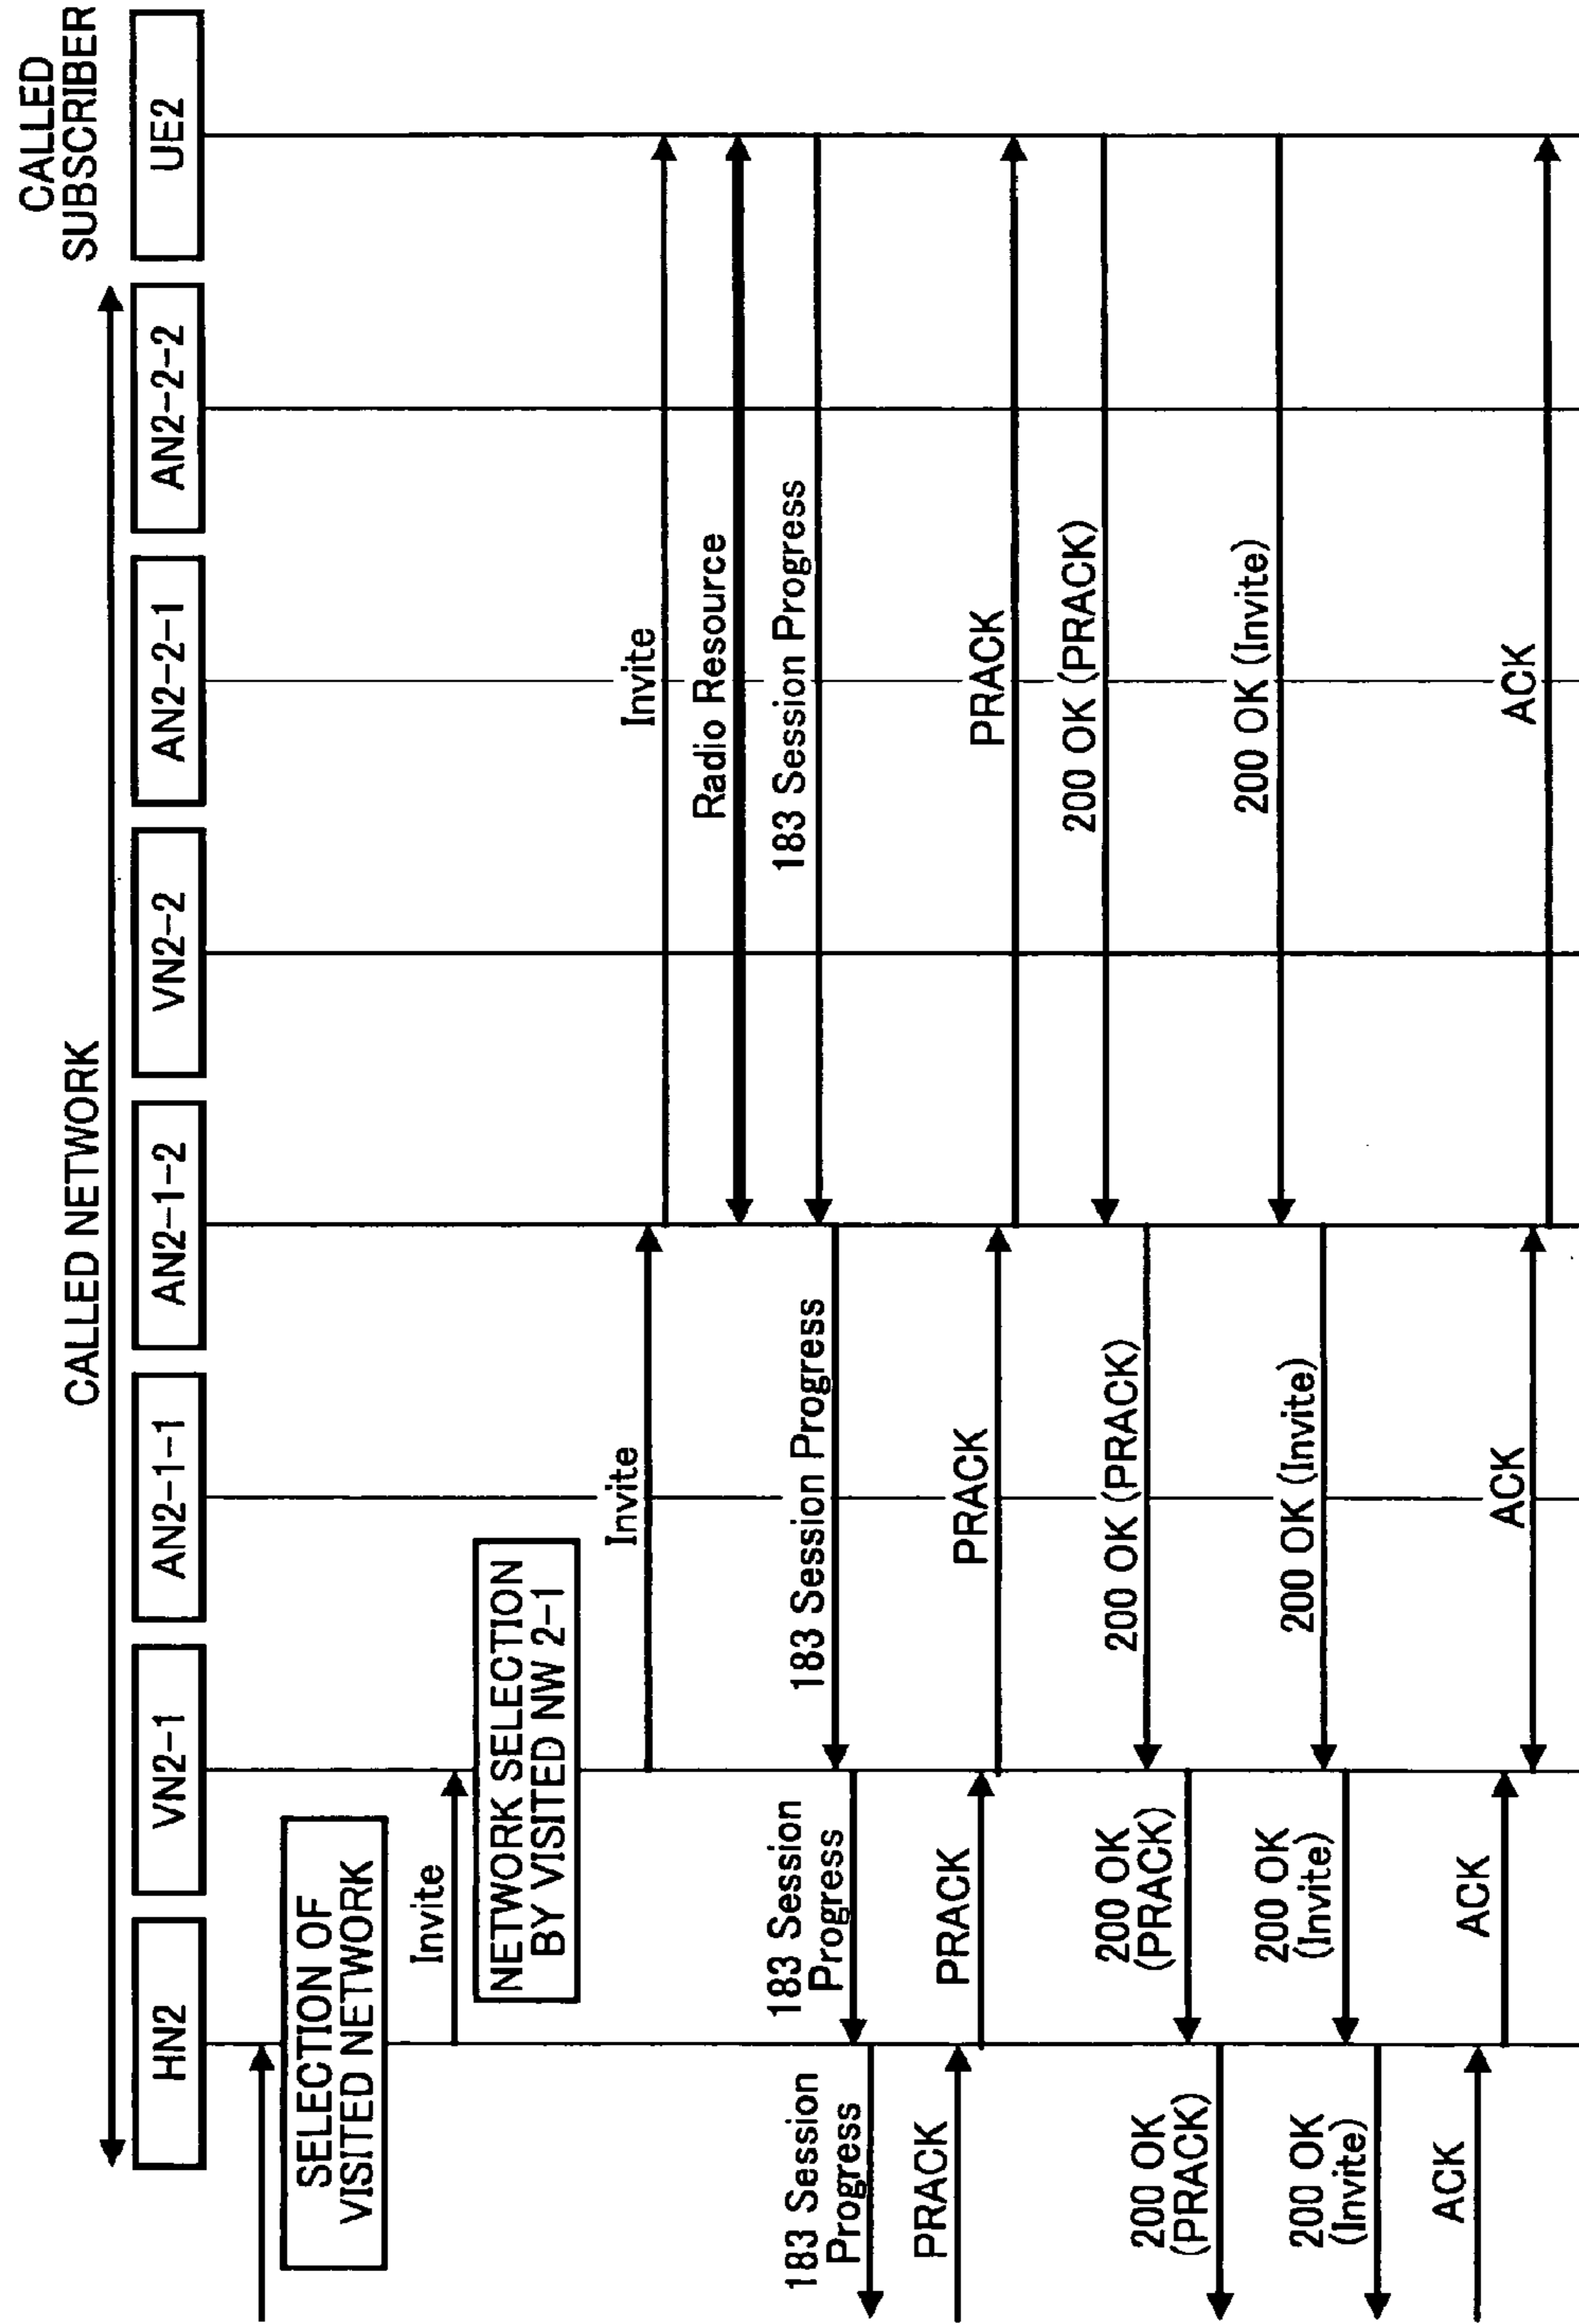 CALLED NETWORK
CALLED
SUBSCRIBER
HN2
VN2-1
AN2-1-1
AN2-1-2
VN2-2
AN2-2-1
AN2-2-2
UE2
SELECTION OF
VISITED NETWORK
Invite
NETWORK SELECTION
BY VISITED NW 2-1
Invite
Invite
Radio Resource
183 Session Progress
183 Session Progress
183 Session
Progress
183 Session
Progress
PRACK
PRACK
PRACK
PRACK
200 OK (PRACK)
200 OK (PRACK)
200 OK
(PRACK)
200 OK
(PRACK)
200 OK (Invite)
200 OK (Invite)
200 OK
(Invite)
200 OK
(Invite)
ACK
ACK
ACK
ACK